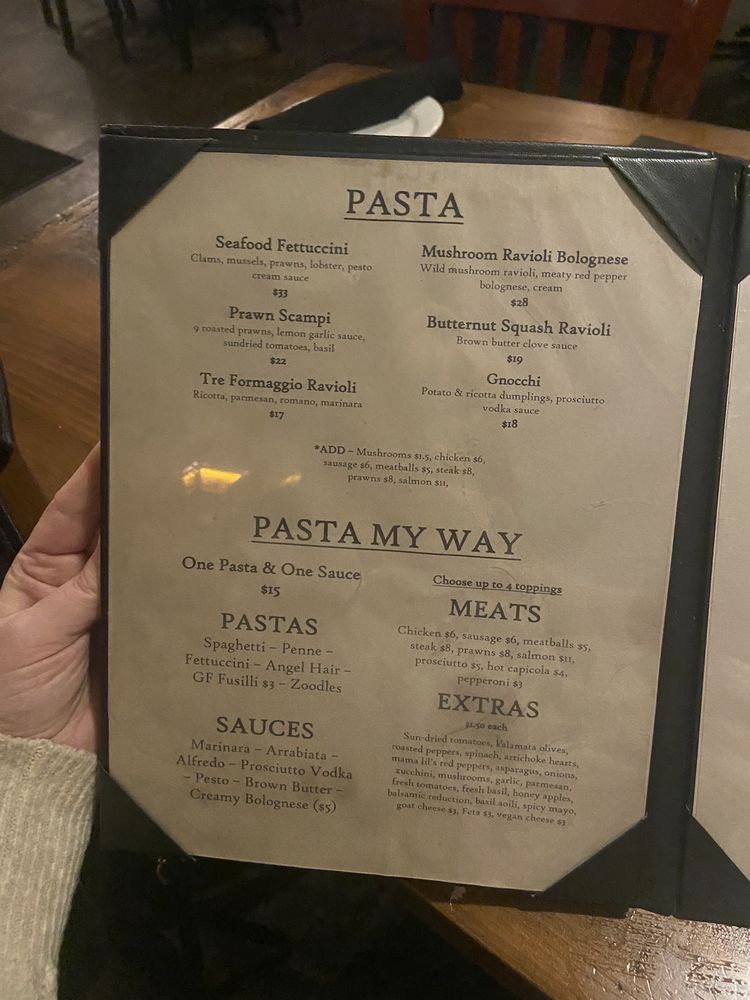 PASTA
Seafood Fettuccini
Clams, mussels, prawns, lobster, pesto
cream sauce
$33
Prawn Scampi
9 roasted prawns, lemon garlic sauce,
sundried tomatoes, basil
$22
Tre Formaggio Ravioli
Ricotta, parmesan, romano, marinara
$17
Mushroom Ravioli Bolognese
Wild mushroom ravioli, meaty red pepper
bolognese, cream
$28
Butternut Squash Ravioli
Brown butter clove sauce
$19
Gnocchi
Potato & ricotta dumplings, prosciutto
vodka sauce
$18
*ADD – Mushrooms $1.5, chicken $6,
sausage $6, meatballs $5, steak $8,
prawns $8, salmon $11,
PASTA MY WAY
One Pasta & One Sauce
$15
PASTAS
Spaghetti – Penne –
Fettuccini – Angel Hair –
GF Fusilli $3 – Zoodles
SAUCES
Marinara – Arrabiata –
Alfredo – Prosciutto Vodka
– Pesto – Brown Butter –
Creamy Bolognese ($5)
Choose up to 4 toppings
MEATS
Chicken $6, sausage $6, meatballs $5,
steak $8, prawns $8, salmon $11,
prosciutto $5, hot capicola $4,
pepperoni $3
EXTRAS
$1.50 each
Sun-dried tomatoes, kalamata olives,
roasted peppers, spinach, artichoke hearts,
mama lil's red peppers, asparagus, onions,
zucchini, mushrooms, garlic, parmesan,
fresh tomatoes, fresh basil, honey apples,
balsamic reduction, basil aoili, spicy mayo,
goat cheese $3, Feta $3, vegan cheese $3